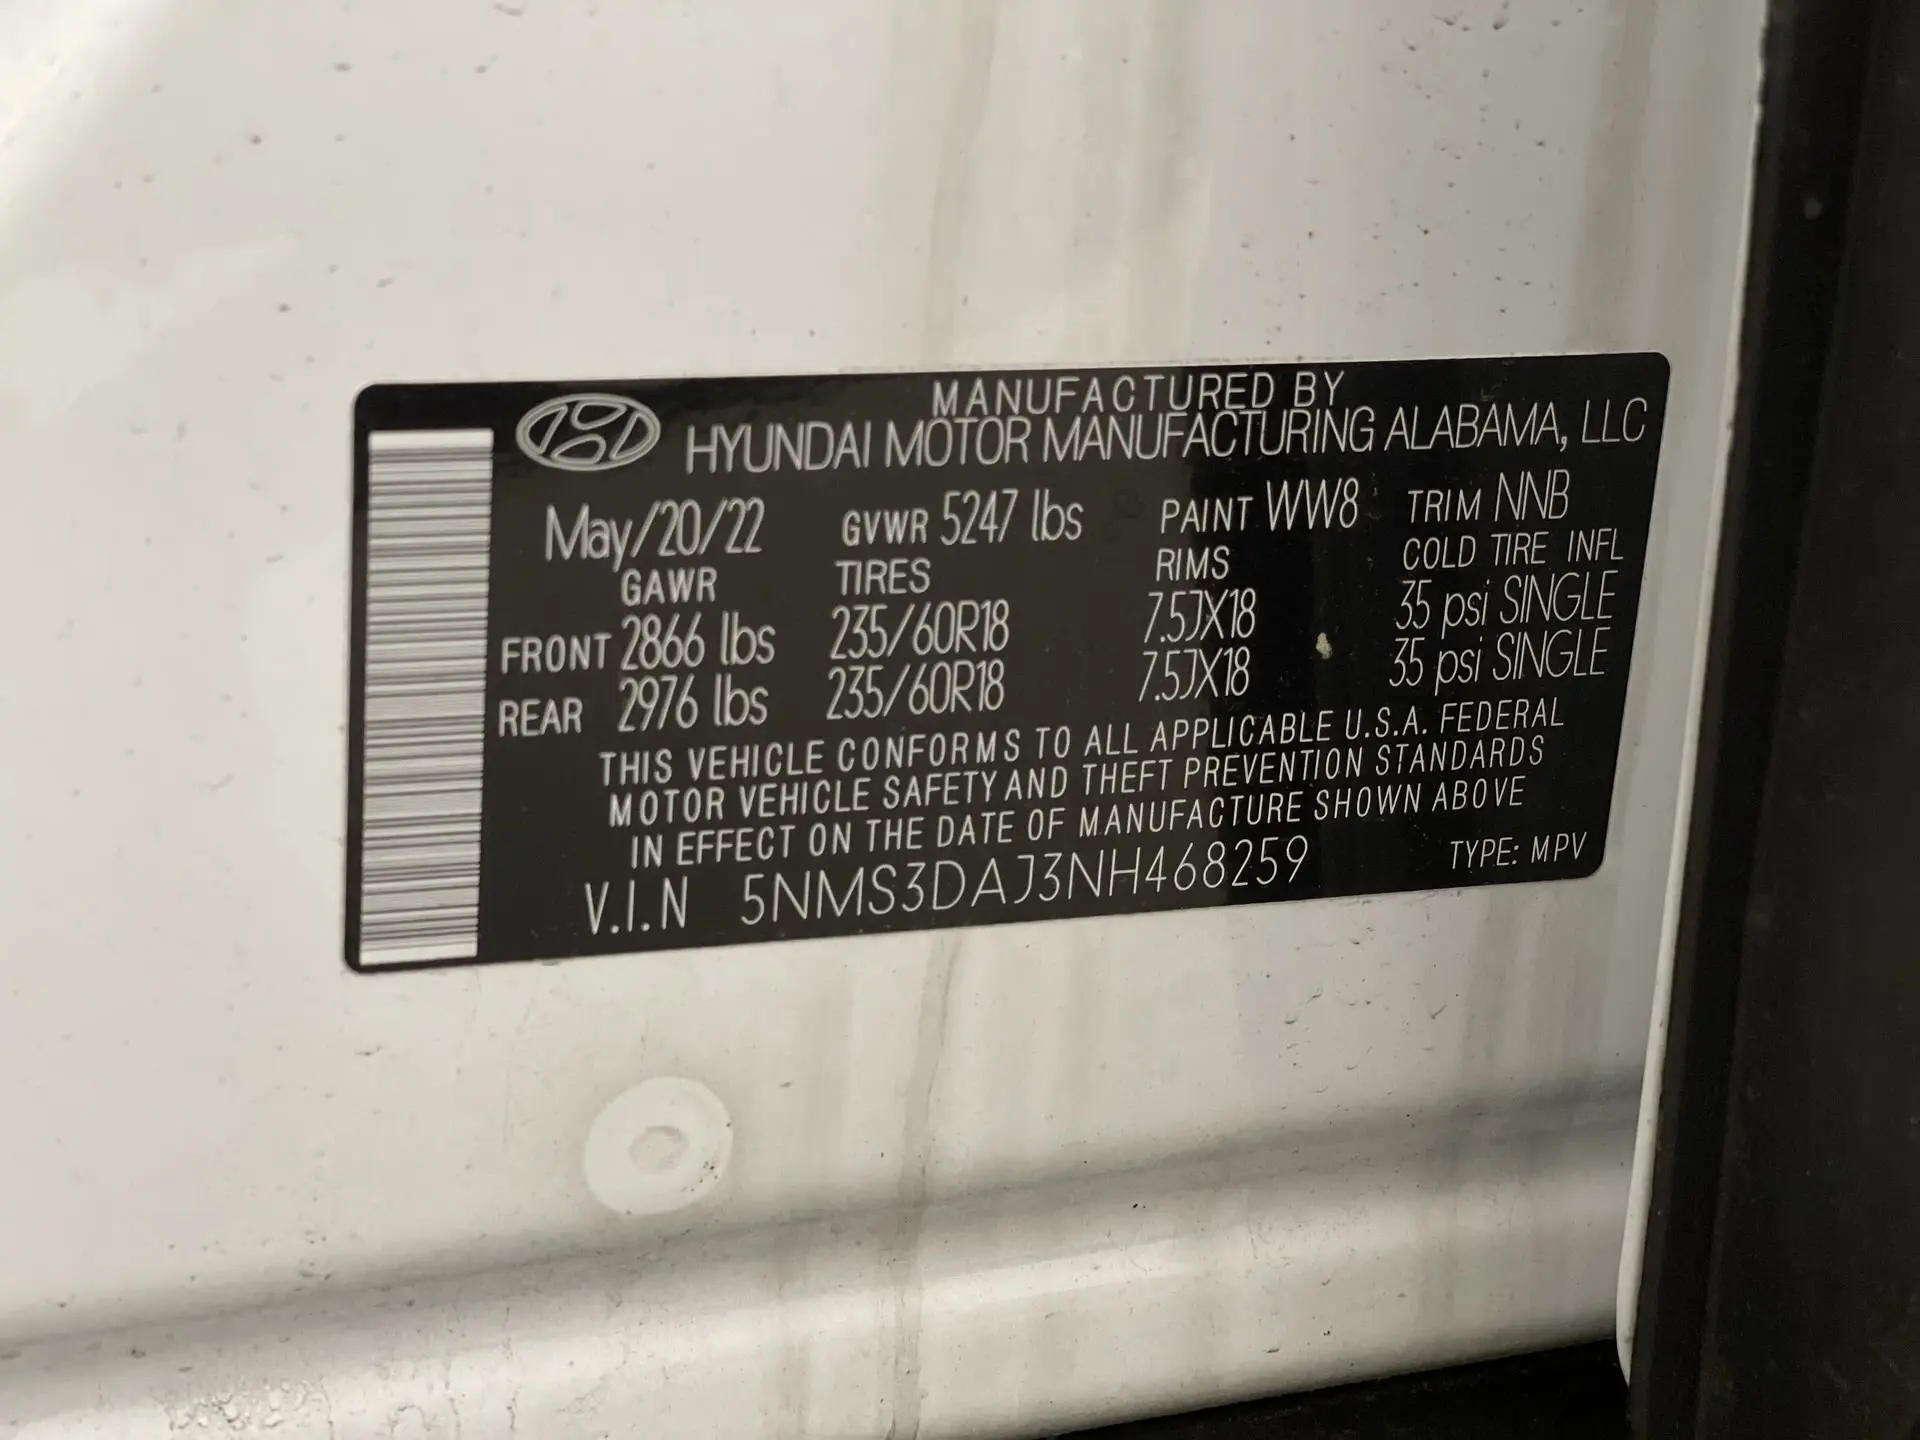 MANUFACTURED BY
HYUNDAI MOTOR MANUFACTURING ALABAMA, LLC
May/20/22 GVWR 5247 lbs PAINT WW8 TRIM NNB
GAWR TIRES RIMS COLD TIRE INFL
FRONT 2866 lbs 235/60R18 7.5JX18 35 psi SINGLE
REAR 2976 lbs 235/60R18 7.5JX18 35 psi SINGLE
THIS VEHICLE CONFORMS TO ALL APPLICABLE U.S.A. FEDERAL
MOTOR VEHICLE SAFETY AND THEFT PREVENTION STANDARDS
IN EFFECT ON THE DATE OF MANUFACTURE SHOWN ABOVE
V.I.N 5NMS3DAJ3NH468259 TYPE: MPV